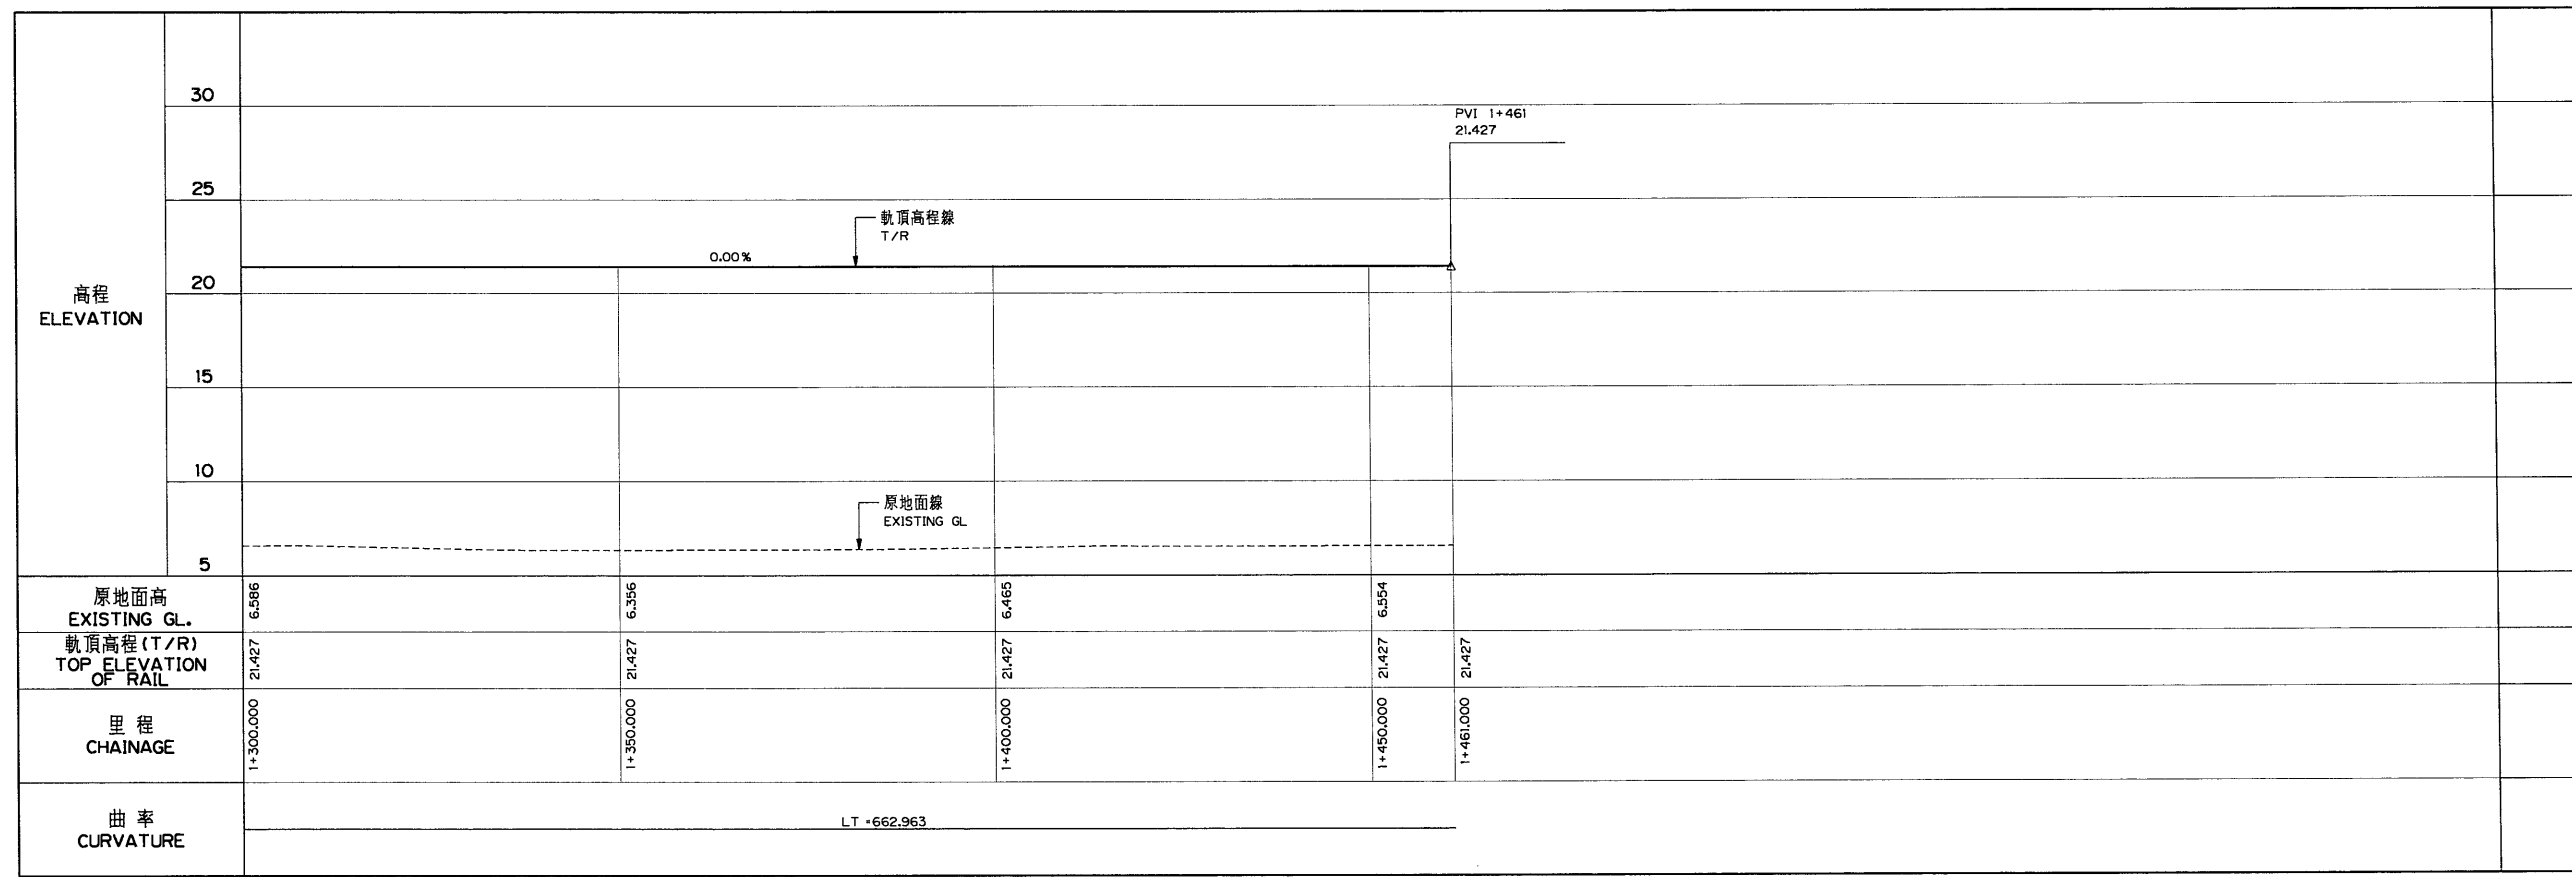 30
PVI 1+461
21.427
25
軌頂高程線
T/R
0.00%
20
高程
ELEVATION
15
10
原地面線
EXISTING GL
5
原地面高
EXISTING GL.
6.586
6.356
6.465
6.554
軌頂高程(T/R)
TOP ELEVATION
OF RAIL
21.427
21.427
21.427
21.427
21.427
里程
CHAINAGE
1+300.000
1+350.000
1+400.000
1+450.000
1+461.000
曲率
CURVATURE
LT =662.963